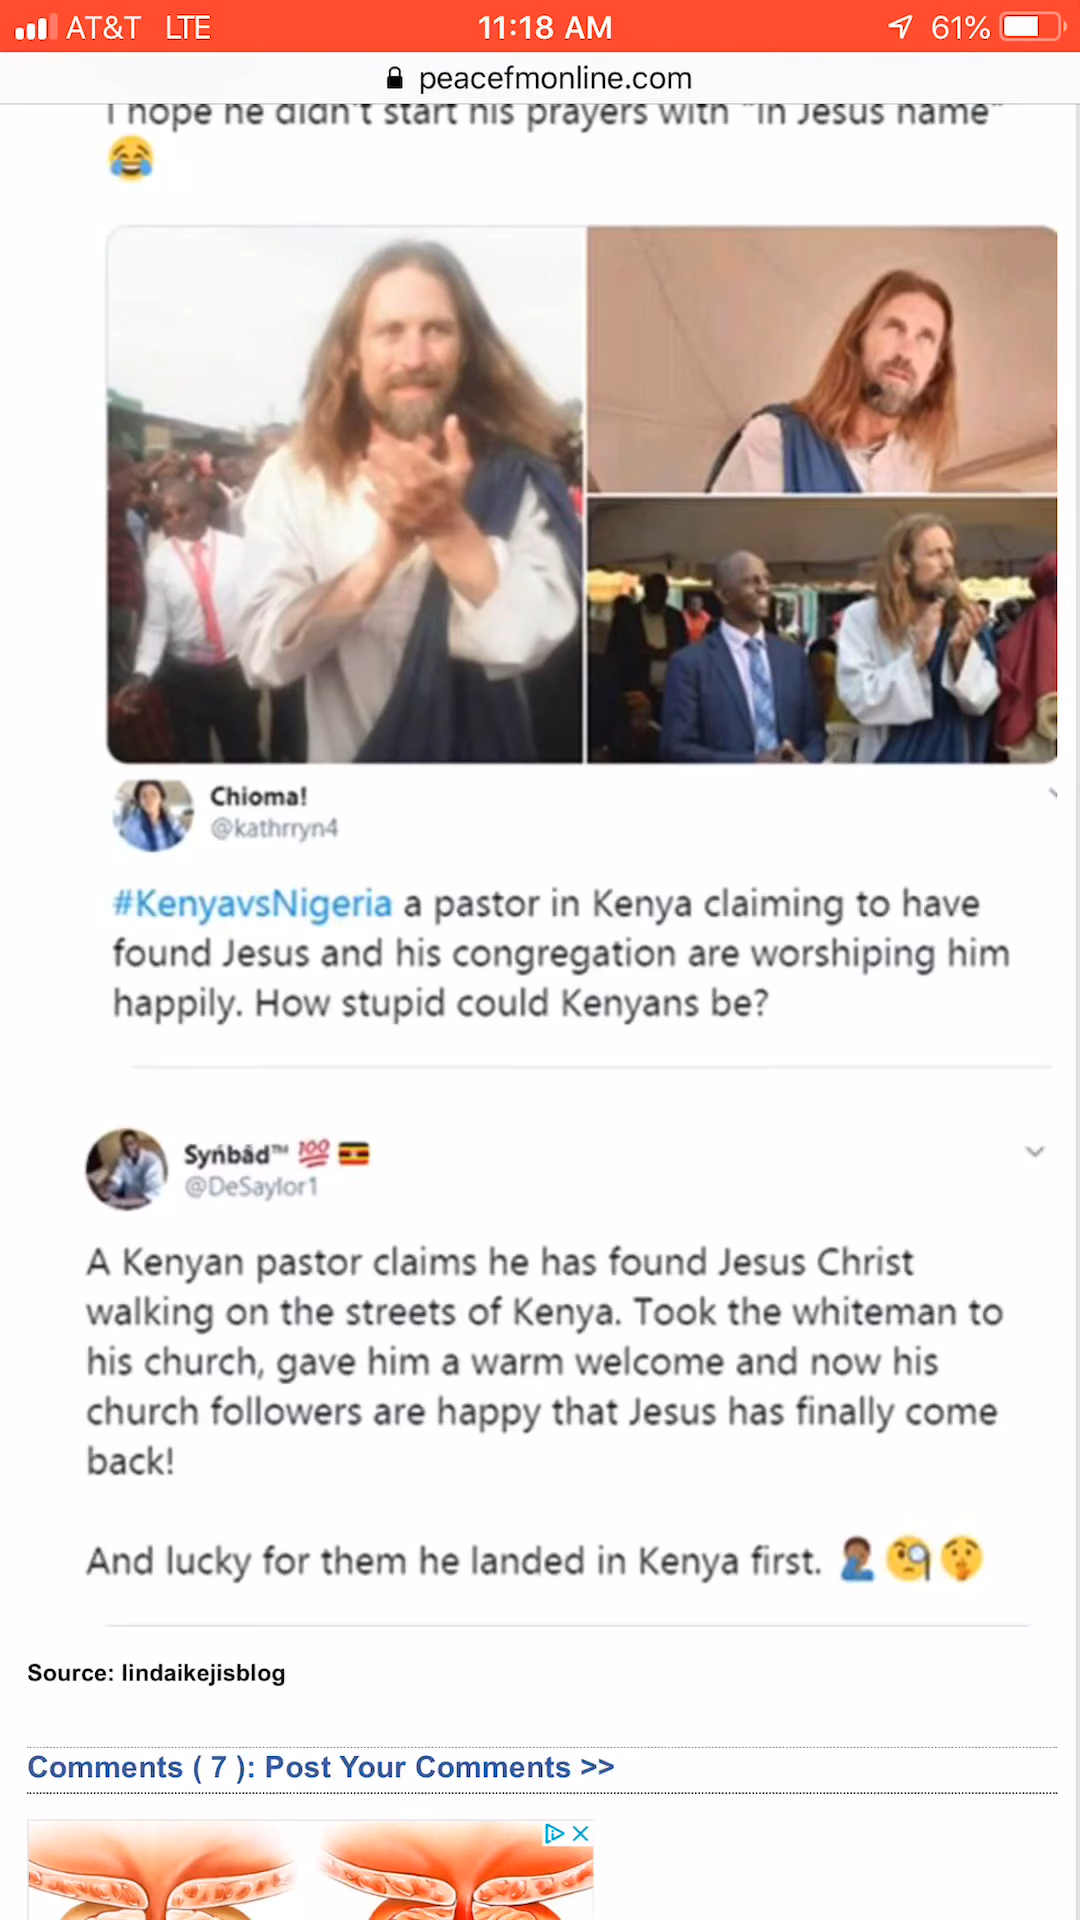 AT&T LTE 11:18 AM 61%
peacefmonline.com
I hope he didn't start his prayers with "In Jesus name"
😂
Chioma!
@kathrryn4
#KenyavsNigeria a pastor in Kenya claiming to have
found Jesus and his congregation are worshiping him
happily. How stupid could Kenyans be?
Syńbâd™ 💯 🇺🇬
@DeSaylor1
A Kenyan pastor claims he has found Jesus Christ
walking on the streets of Kenya. Took the whiteman to
his church, gave him a warm welcome and now his
church followers are happy that Jesus has finally come
back!
And lucky for them he landed in Kenya first. 🤦🏾‍♂️🧐🤫
Source: lindaikejisblog
Comments ( 7 ): Post Your Comments >>